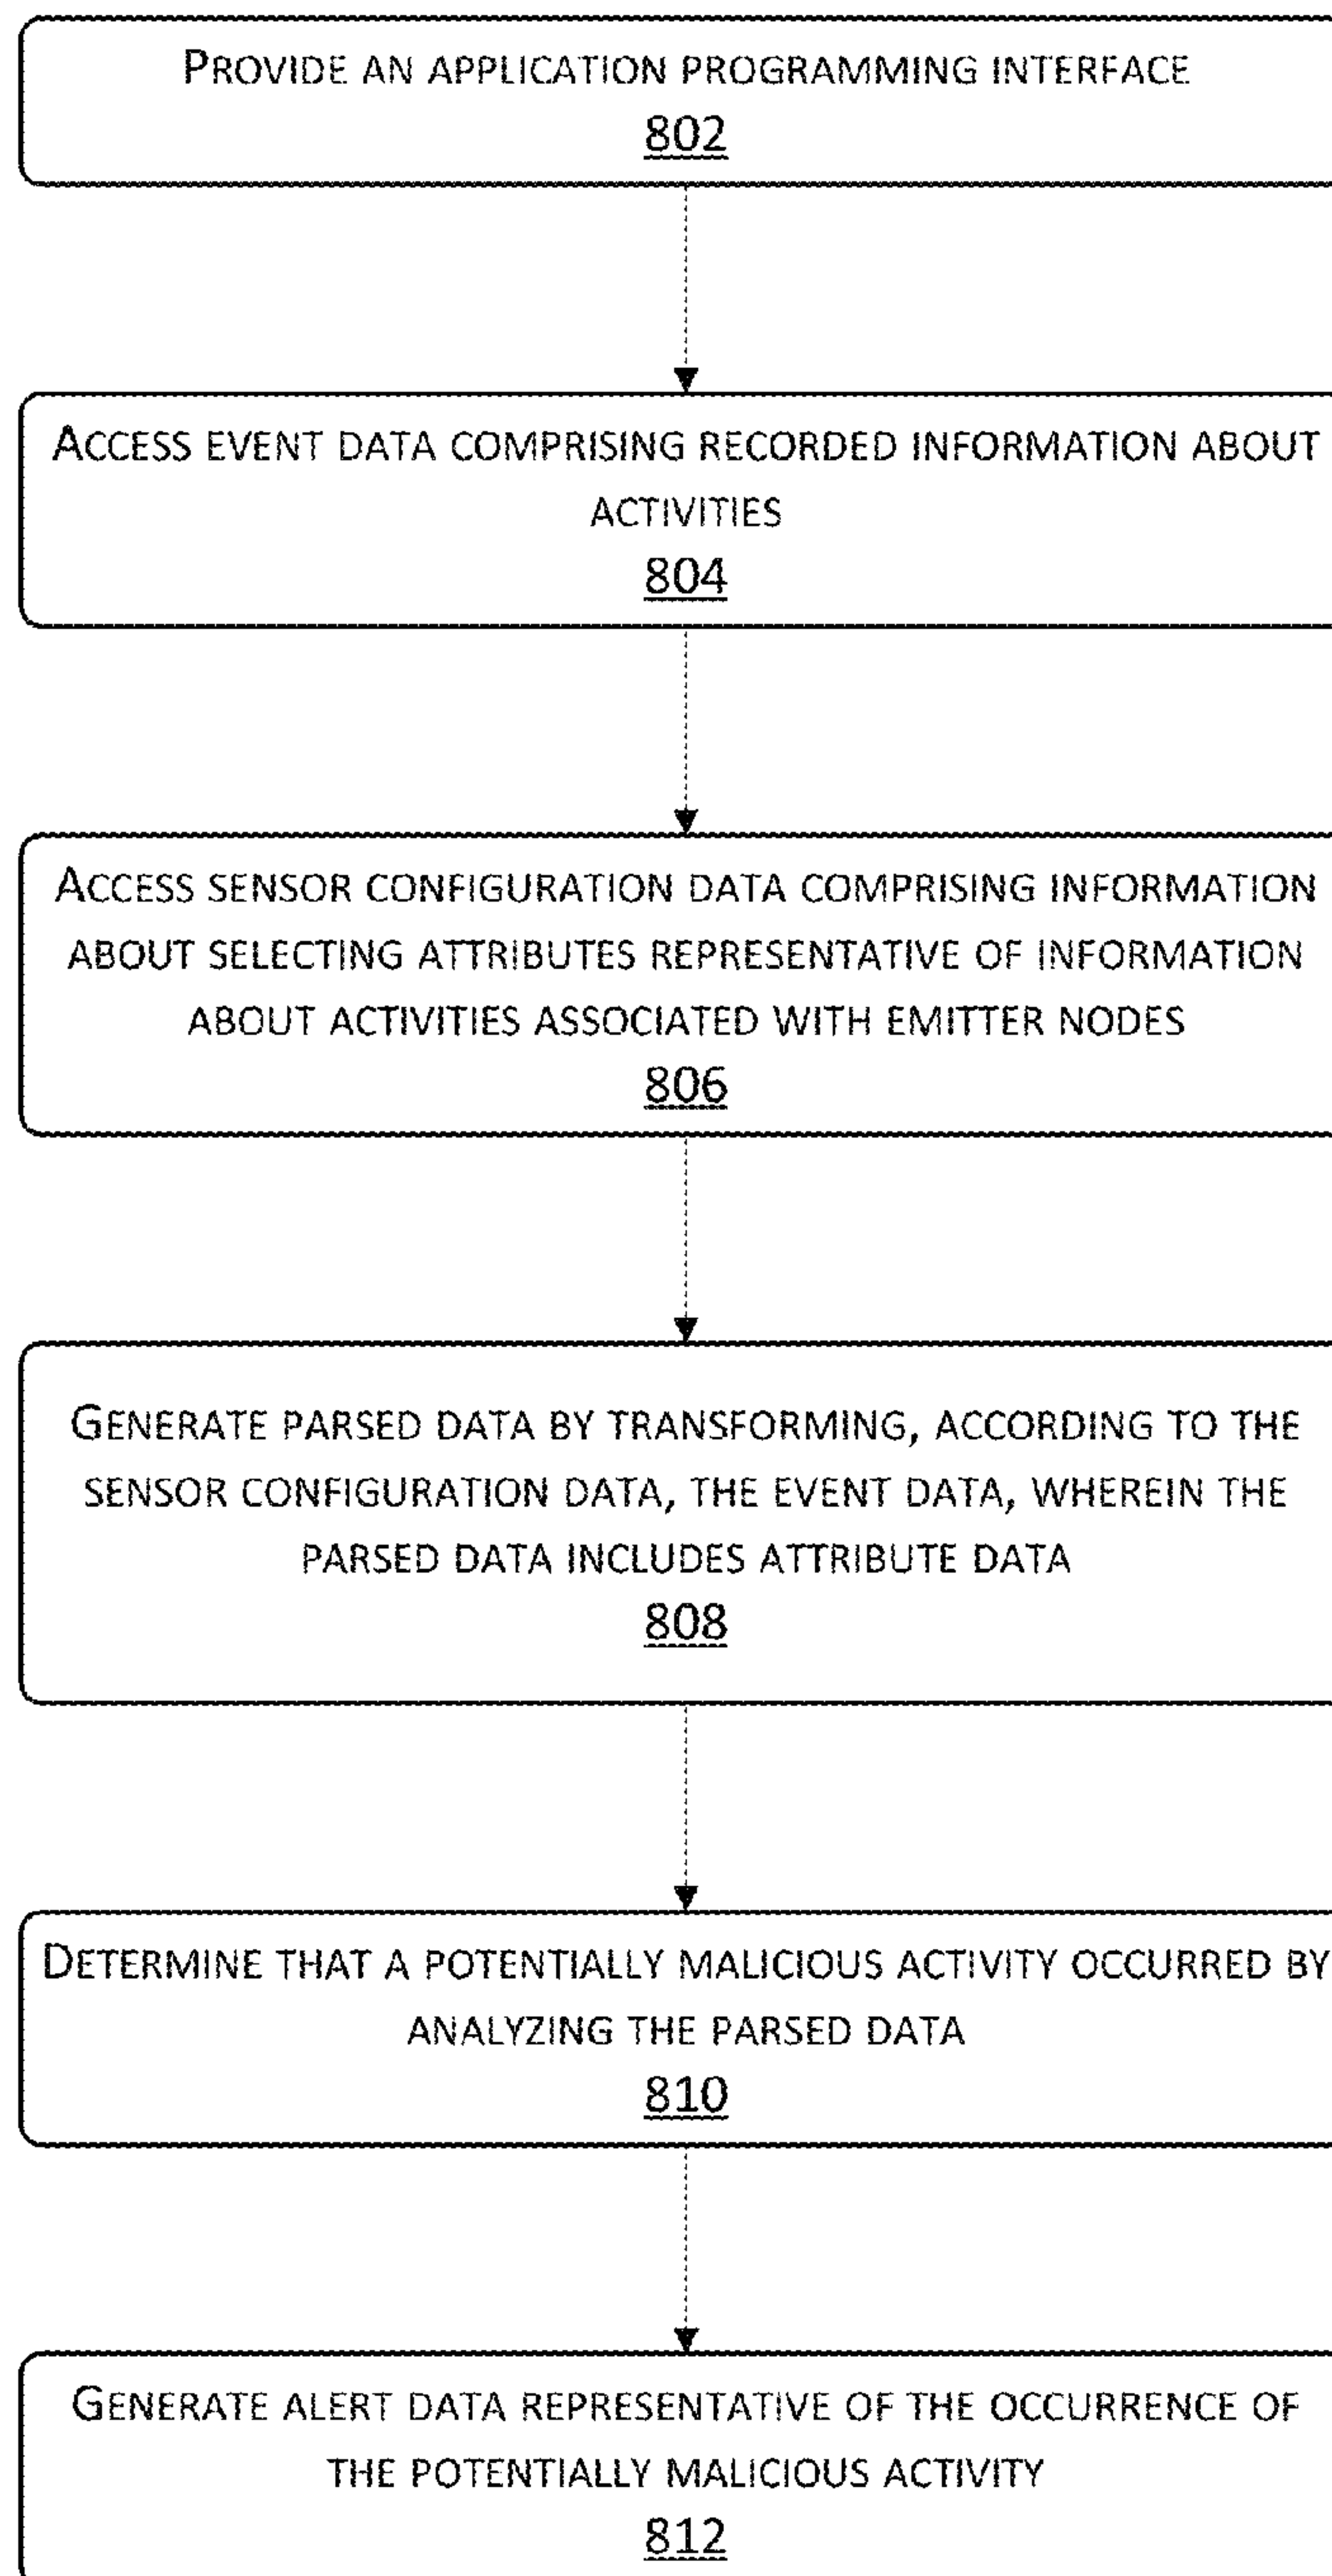 PROVIDE AN APPLICATION PROGRAMMING INTERFACE
802
ACCESS EVENT DATA COMPRISING RECORDED INFORMATION ABOUT
ACTIVITIES
804
ACCESS SENSOR CONFIGURATION DATA COMPRISING INFORMATION
ABOUT SELECTING ATTRIBUTES REPRESENTATIVE OF INFORMATION
ABOUT ACTIVITIES ASSOCIATED WITH EMITTER NODES
806
GENERATE PARSED DATA BY TRANSFORMING, ACCORDING TO THE
SENSOR CONFIGURATION DATA, THE EVENT DATA, WHEREIN THE
PARSED DATA INCLUDES ATTRIBUTE DATA
808
DETERMINE THAT A POTENTIALLY MALICIOUS ACTIVITY OCCURRED BY
ANALYZING THE PARSED DATA
810
GENERATE ALERT DATA REPRESENTATIVE OF THE OCCURRENCE OF
THE POTENTIALLY MALICIOUS ACTIVITY
812